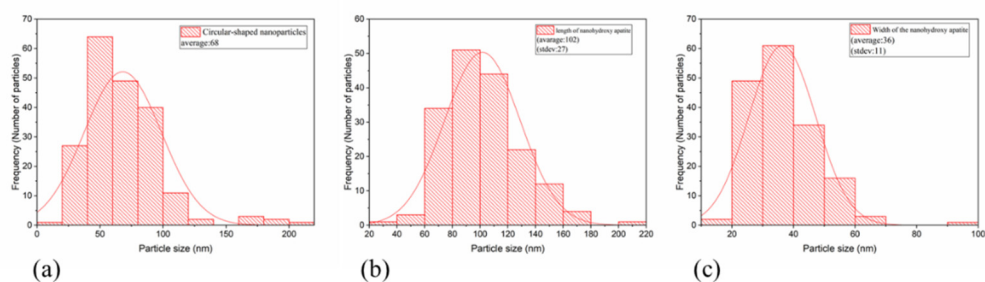 Circular-shaped nanoparticles
average:68
Frequency (Number of particles)
70
60
50
40
30
20
10
0
0 50 100 150 200
Particle size (nm)
(a)
length of nanohydroxy apatite
(avarage:102)
(stdev:27)
Frequency (Number of particles)
60
50
40
30
20
10
0
20 40 60 80 100 120 140 160 180 200 220
Particle size (nm)
(b)
Width of the nanohydroxy apatite
(average:36)
(stdev:11)
Frequency (Number of particles)
70
60
50
40
30
20
10
0
20 40 60 80 100
Particle size (nm)
(c)